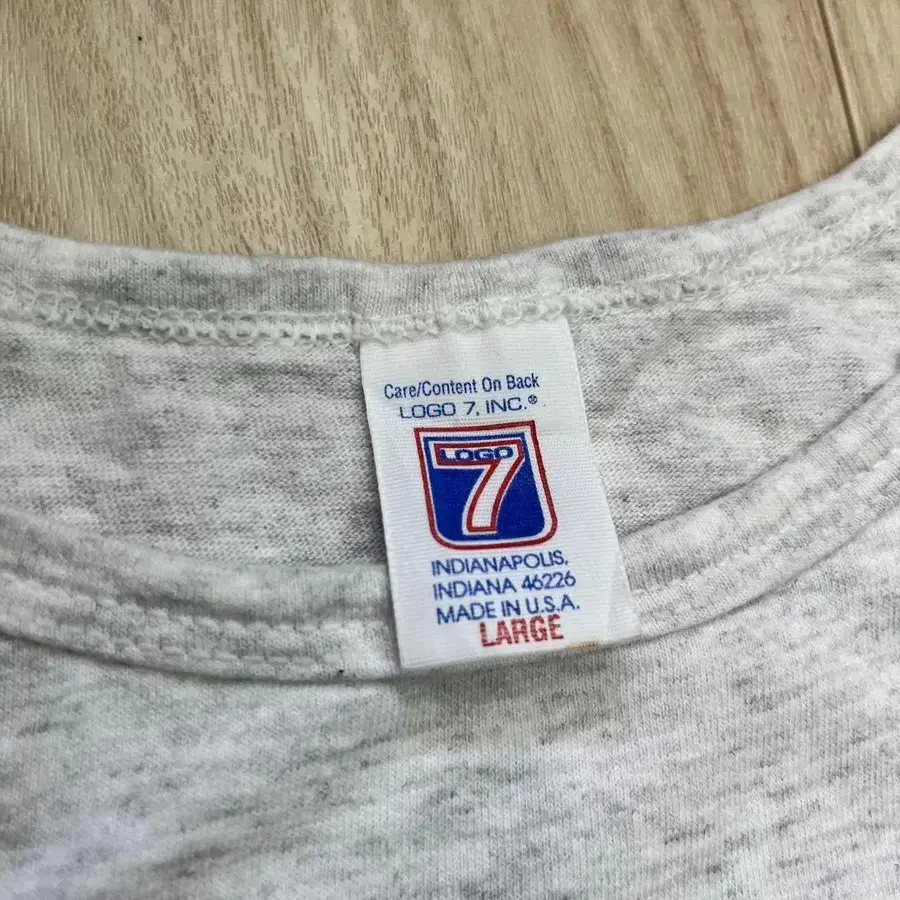 Care/Content On Back
LOGO 7, INC.®
LOGO
7
INDIANAPOLIS,
INDIANA 46226
MADE IN U.S.A.
LARGE